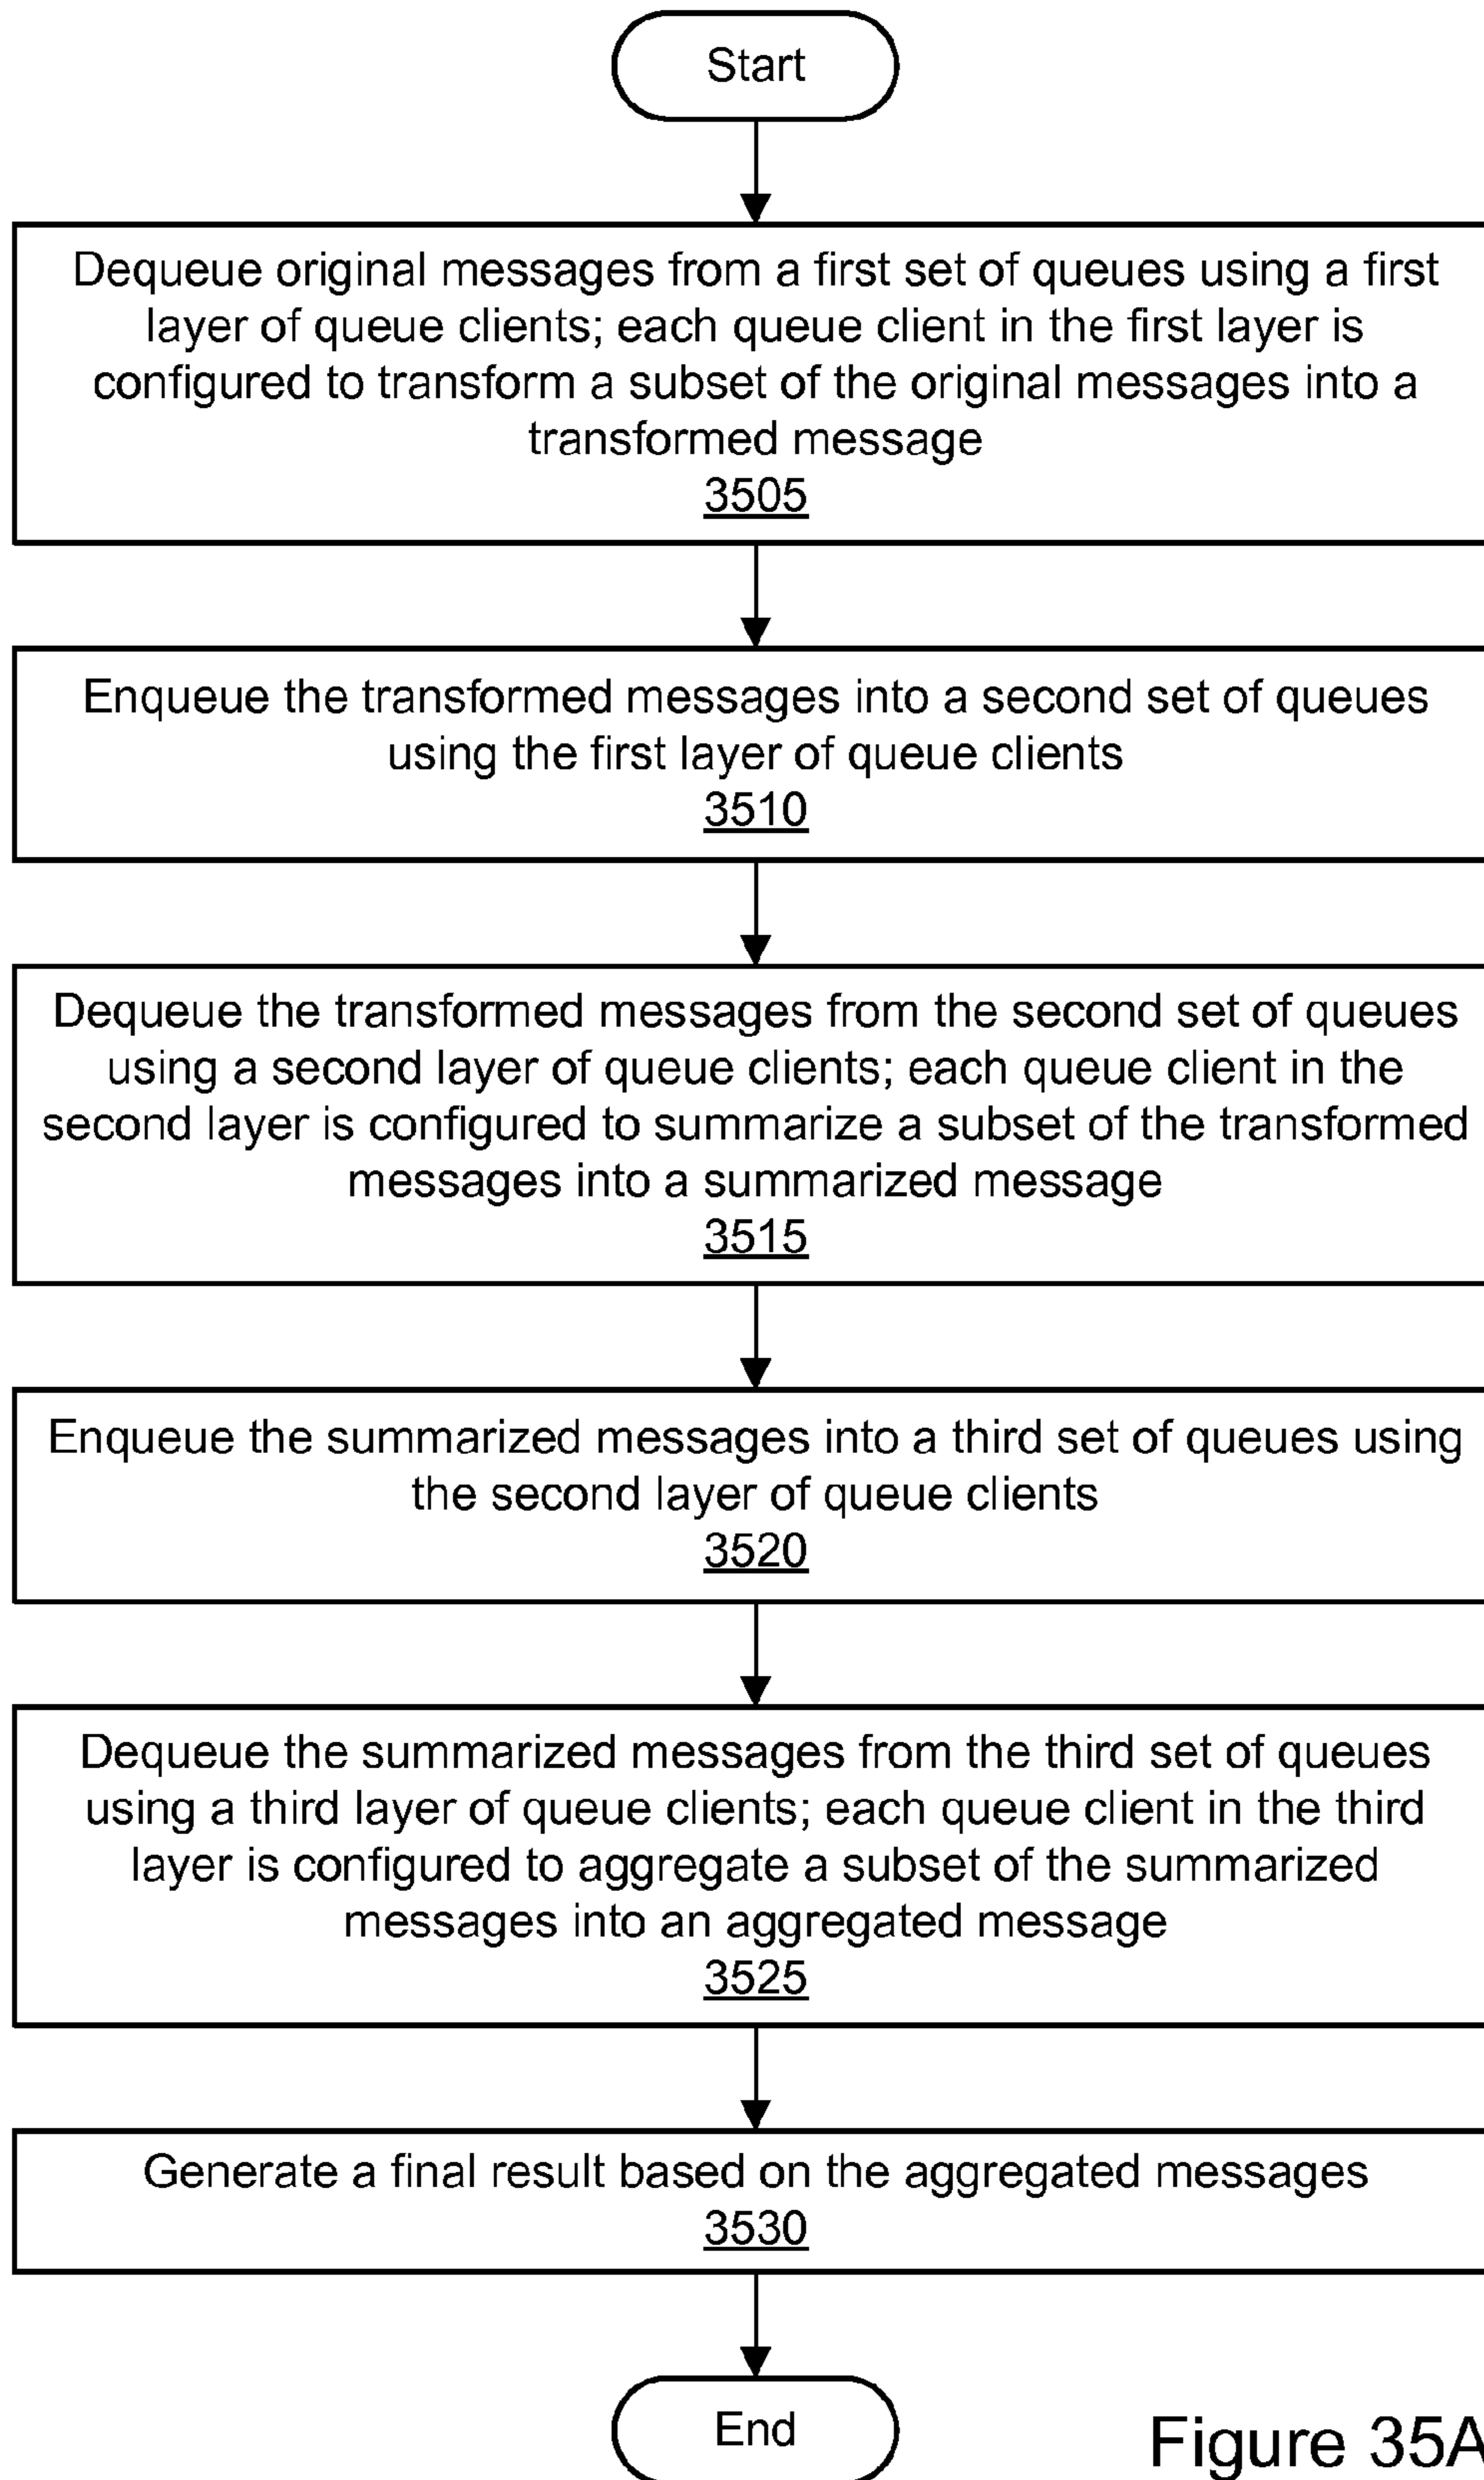 Start
Dequeue original messages from a first set of queues using a first
layer of queue clients; each queue client in the first layer is
configured to transform a subset of the original messages into a
transformed message
3505
Enqueue the transformed messages into a second set of queues
using the first layer of queue clients
3510
Dequeue the transformed messages from the second set of queues
using a second layer of queue clients; each queue client in the
second layer is configured to summarize a subset of the transformed
messages into a summarized message
3515
Enqueue the summarized messages into a third set of queues using
the second layer of queue clients
3520
Dequeue the summarized messages from the third set of queues
using a third layer of queue clients; each queue client in the third
layer is configured to aggregate a subset of the summarized
messages into an aggregated message
3525
Generate a final result based on the aggregated messages
3530
End
Figure 35A